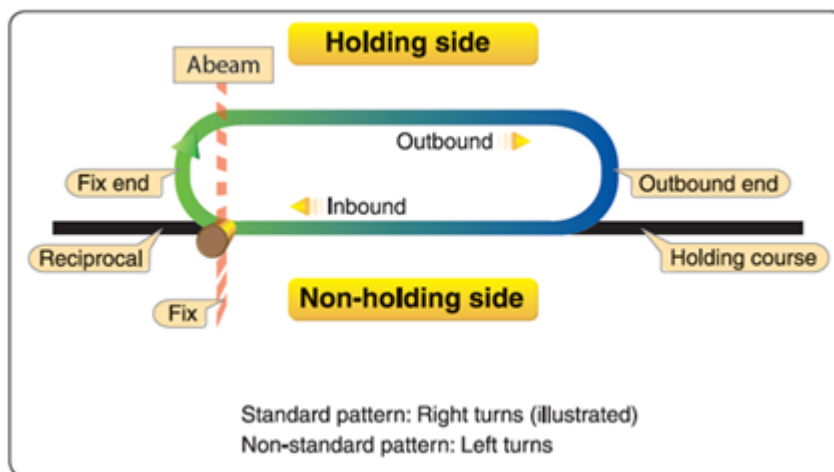 Holding side
Abeam
Outbound
Fix end
Outbound end
Inbound
Reciprocal
Holding course
Non-holding side
Fix
Standard pattern: Right turns (illustrated)
Non-standard pattern: Left turns